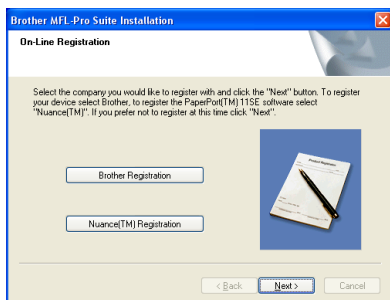 Brother MFL-Pro Suite Installation
On-Line Registration
Select the company you would like to register with and click the "Next" button. To register
your device select Brother, to register the PaperPort(TM) 11SE software select
"Nuance(TM)". If you prefer not to register at this time click "Next".
Brother Registration
Nuance(TM) Registration
< Back
Next >
Cancel